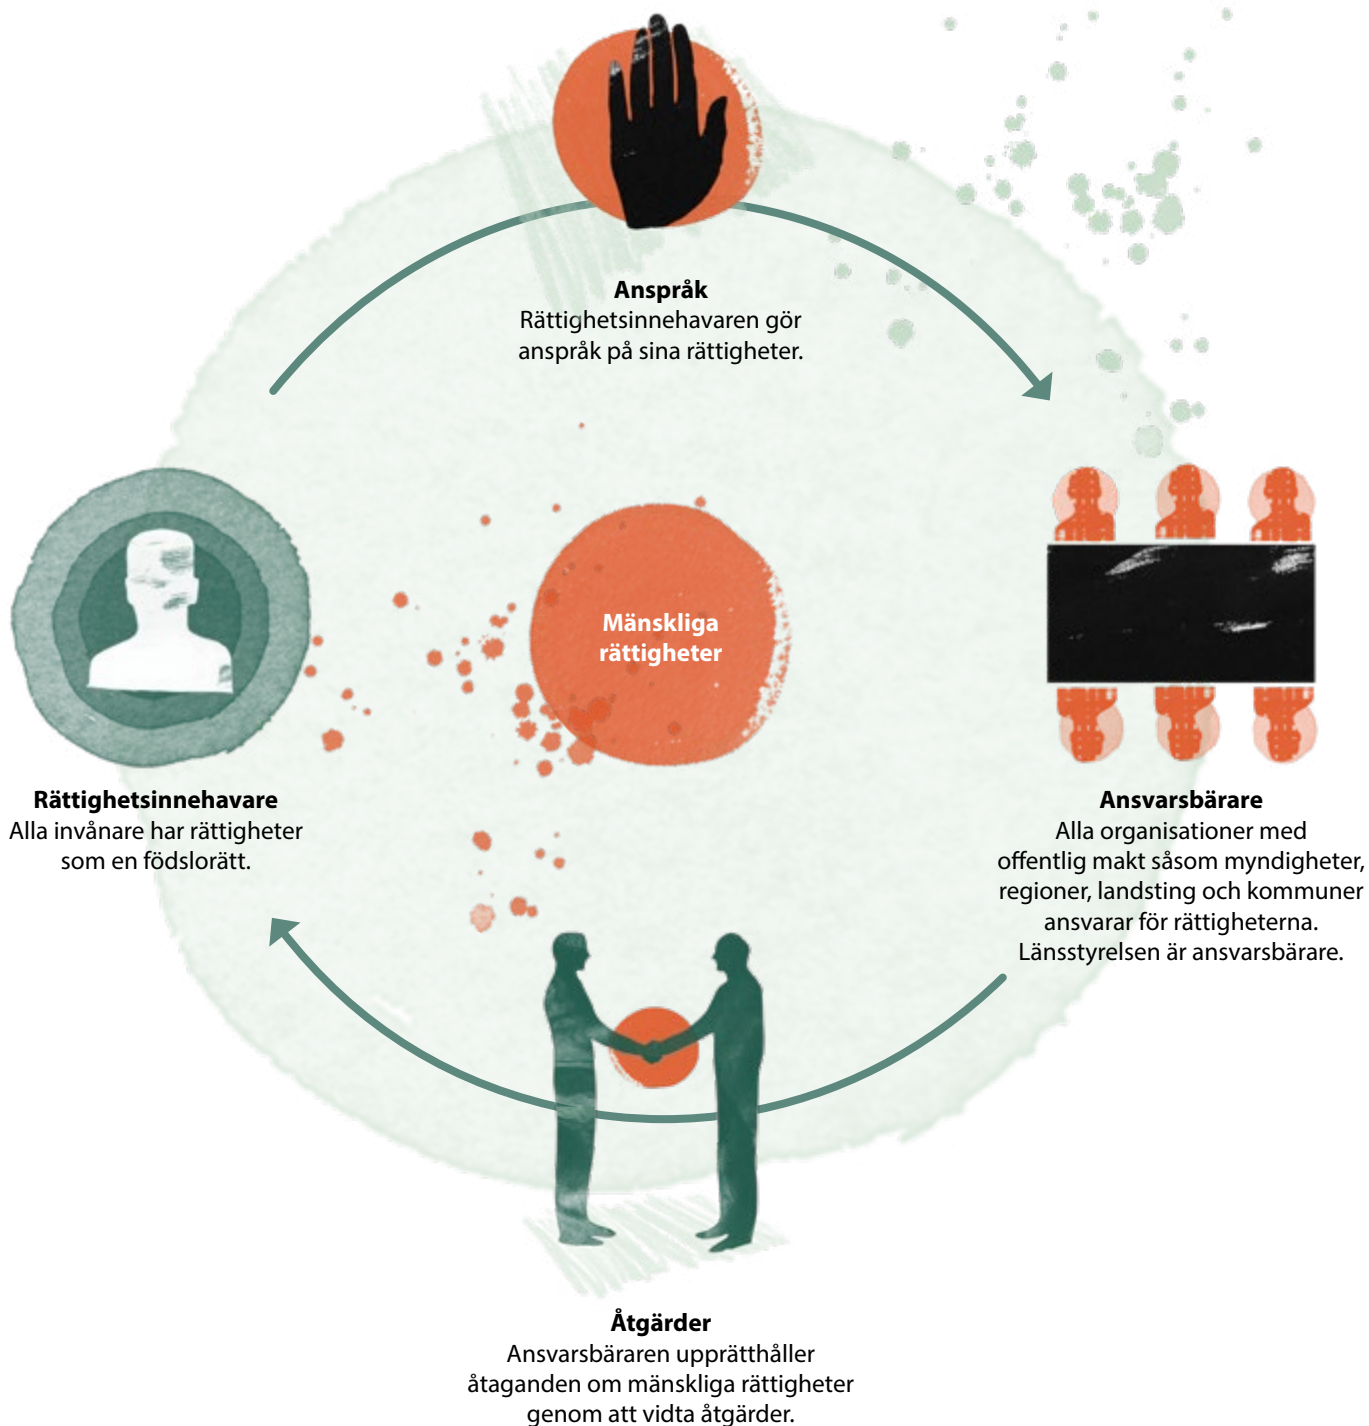 Anspråk
Rättighetsinnehavaren gör
anspråk på sina rättigheter.
Mänskliga
rättigheter
Rättighetsinnehavare
Alla invånare har rättigheter
som en födslorätt.
Ansvarsbärare
Alla organisationer med
offentlig makt såsom myndigheter,
regioner, landsting och kommuner
ansvarar för rättigheterna.
Länsstyrelsen är ansvarsbärare.
Åtgärder
Ansvarsbäraren upprätthåller
åtaganden om mänskliga rättigheter
genom att vidta åtgärder.